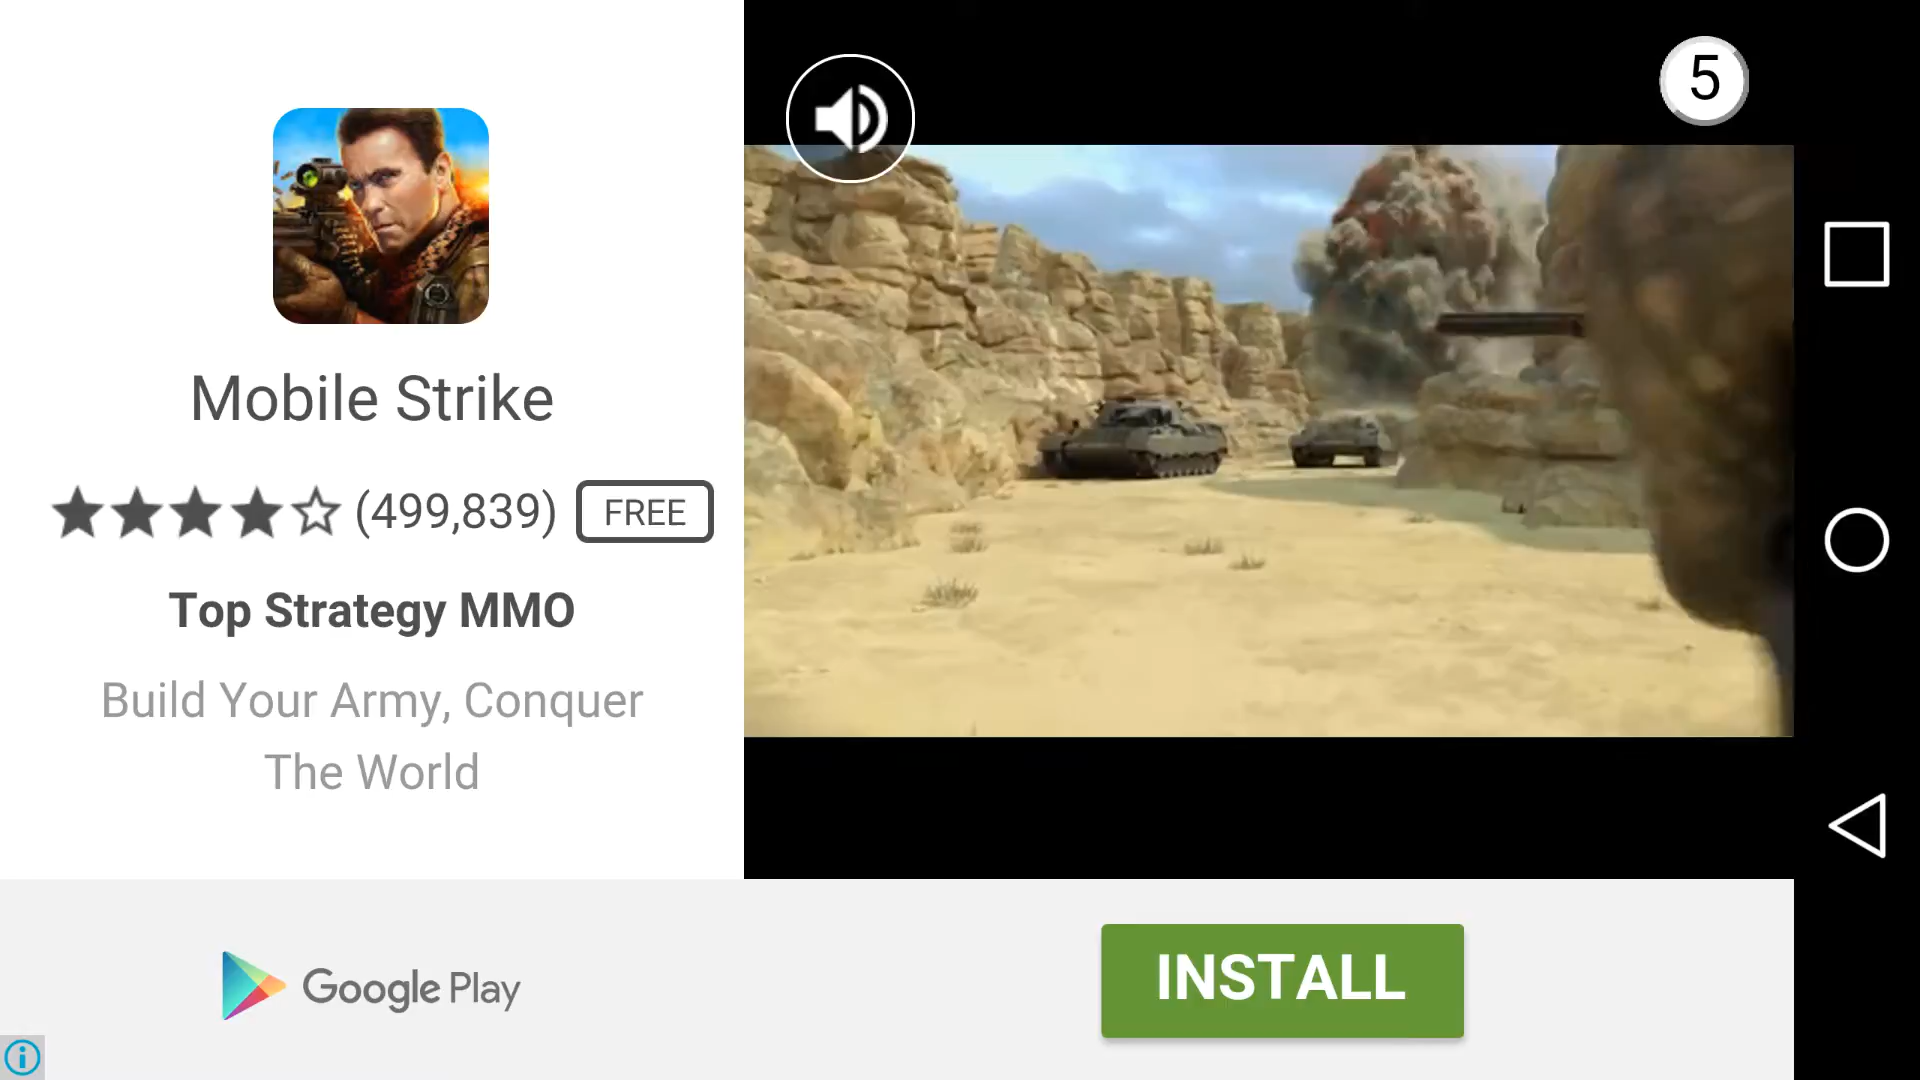 5
Mobile Strike
(499,839) FREE
Top Strategy MMO
Build Your Army, Conquer
The World
Google Play
INSTALL